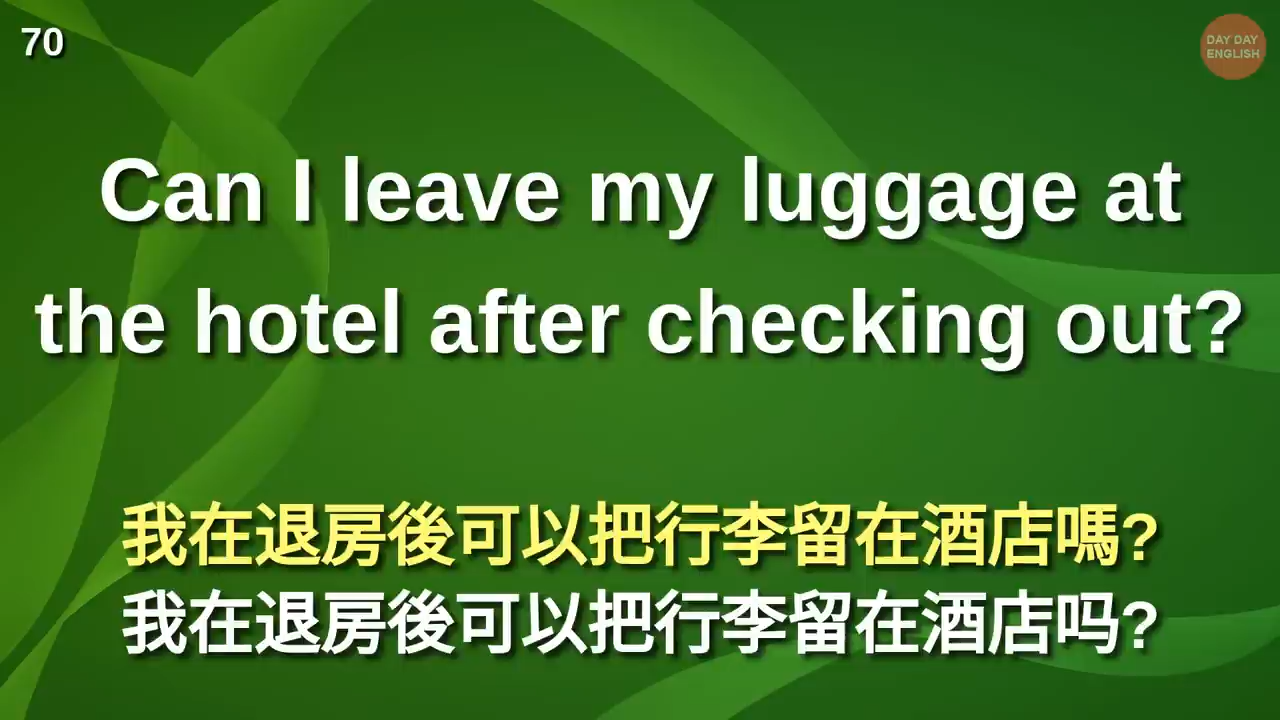 70
DAY DAY
ENGLISH
Can I leave my luggage at
the hotel after checking out?
我在退房後可以把行李留在酒店嗎?
我在退房後可以把行李留在酒店吗?